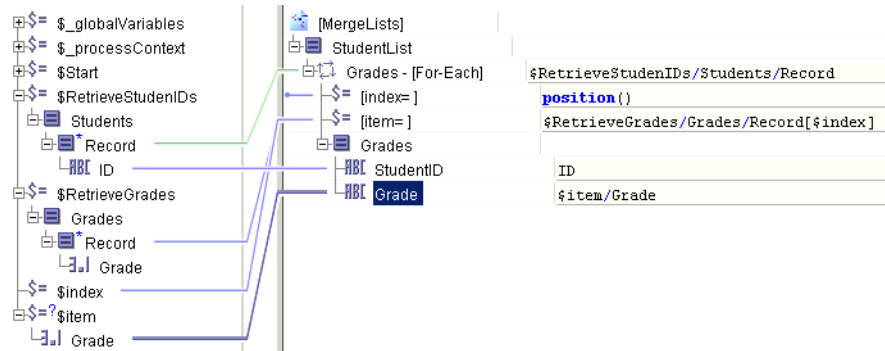 $_globalVariables
$_processContext
$Start
$RetrieveStudenIDs
Students
Record
ID
$RetrieveGrades
Grades
Record
Grade
$index
$item
Grade
[MergeLists]
StudentList
Grades - [For-Each] $RetrieveStudenIDs/Students/Record
[index= ] position()
[item= ] $RetrieveGrades/Grades/Record[$index]
Grades
StudentID ID
Grade $item/Grade